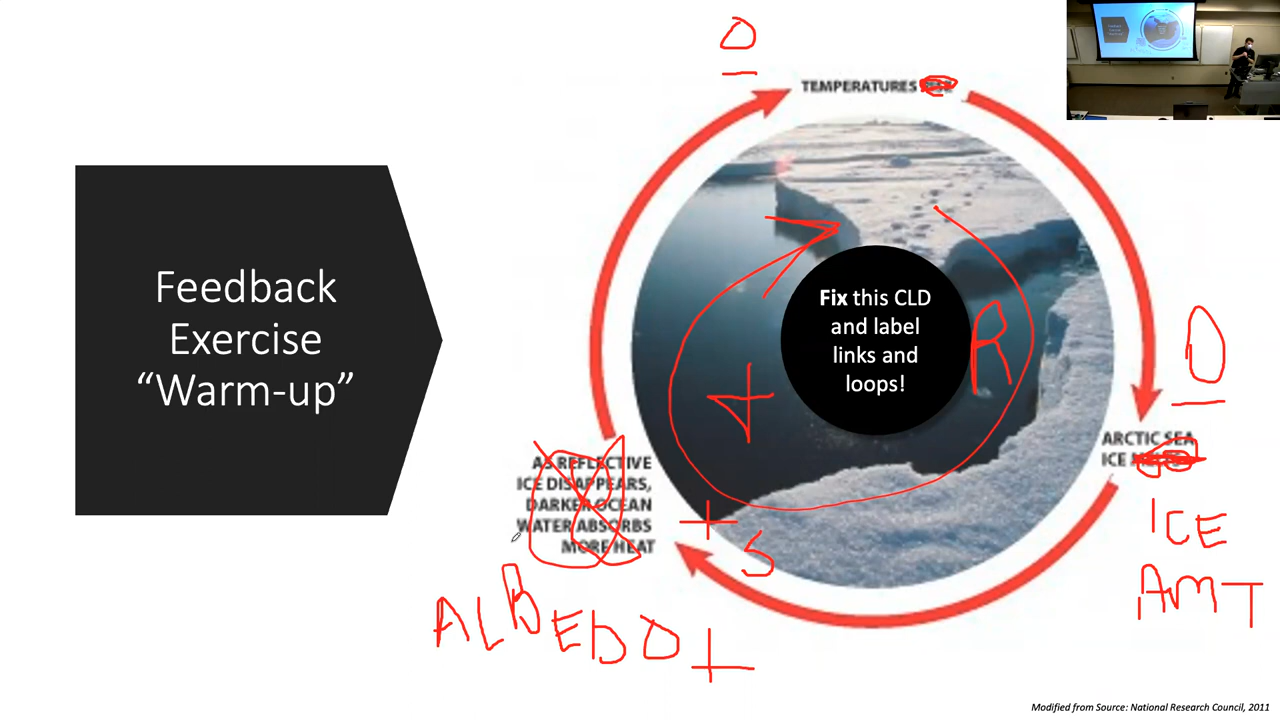 Feedback
Exercise
“Warm-up”
O
—
TEMPERATURES
Fix this CLD
and label
links and
loops!
R
+
O
—
ARCTIC SEA
ICE
ICE
AMT
AS REFLECTIVE
ICE DISAPPEARS,
DARKER OCEAN
WATER ABSORBS
MORE HEAT
+
S
ALBEDO
Modified from Source: National Research Council, 2011